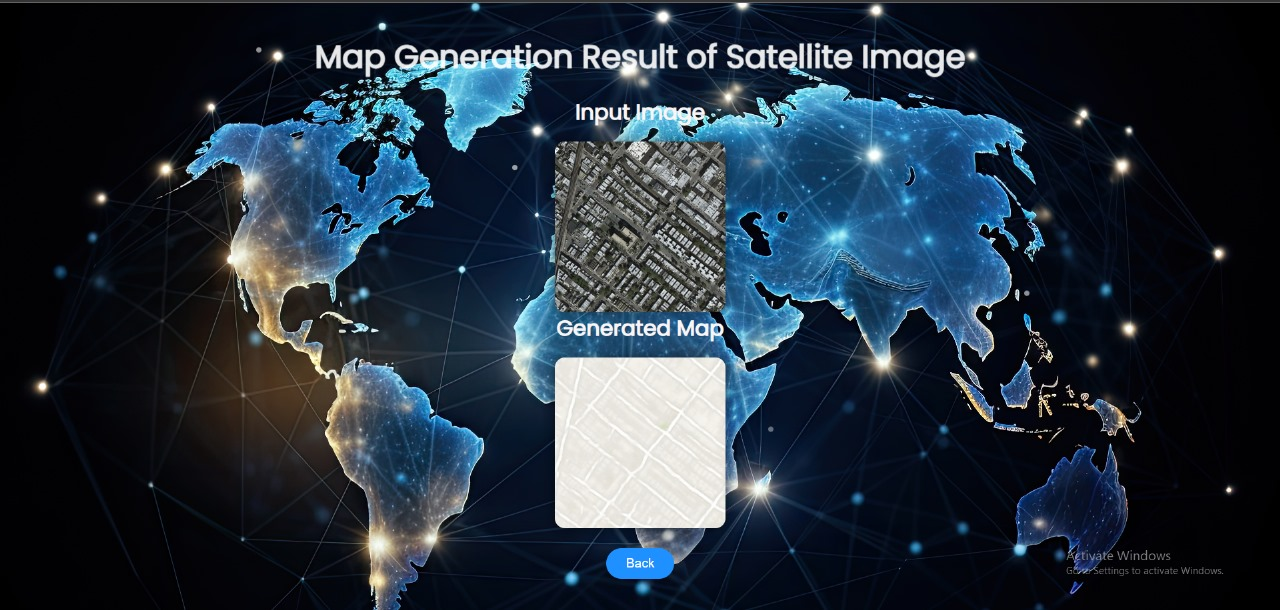 Map Generation Result of Satellite Image
Input Image
Generated Map
Back
Activate Windows
Go to Settings to activate Windows.